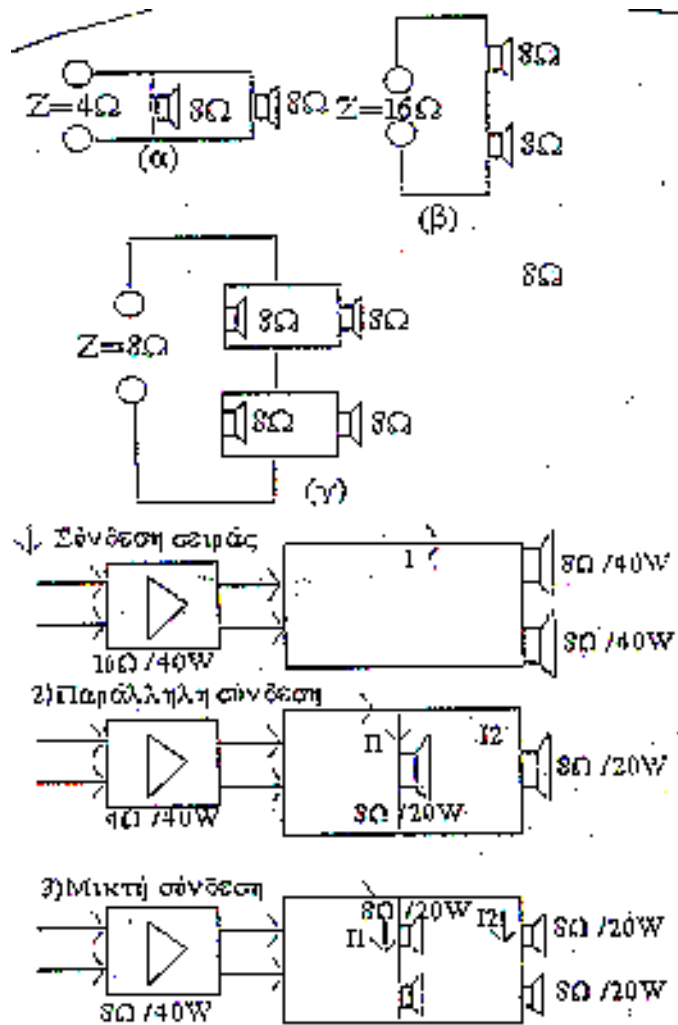 Z=4Ω 8Ω 8Ω
(α)
Z=16Ω 8Ω
8Ω
(β)
8Ω
Z=8Ω 8Ω 8Ω
8Ω 8Ω
(γ)
Σύνδεση σειράς
I
8Ω /40W
8Ω /40W
16Ω /40W
2)Παράλληλη σύνδεση
I1 I2
8Ω /20W
8Ω /20W
4Ω /40W
3)Μικτή σύνδεση
8Ω /20W
I1 I2 8Ω /20W
8Ω /20W
8Ω /40W